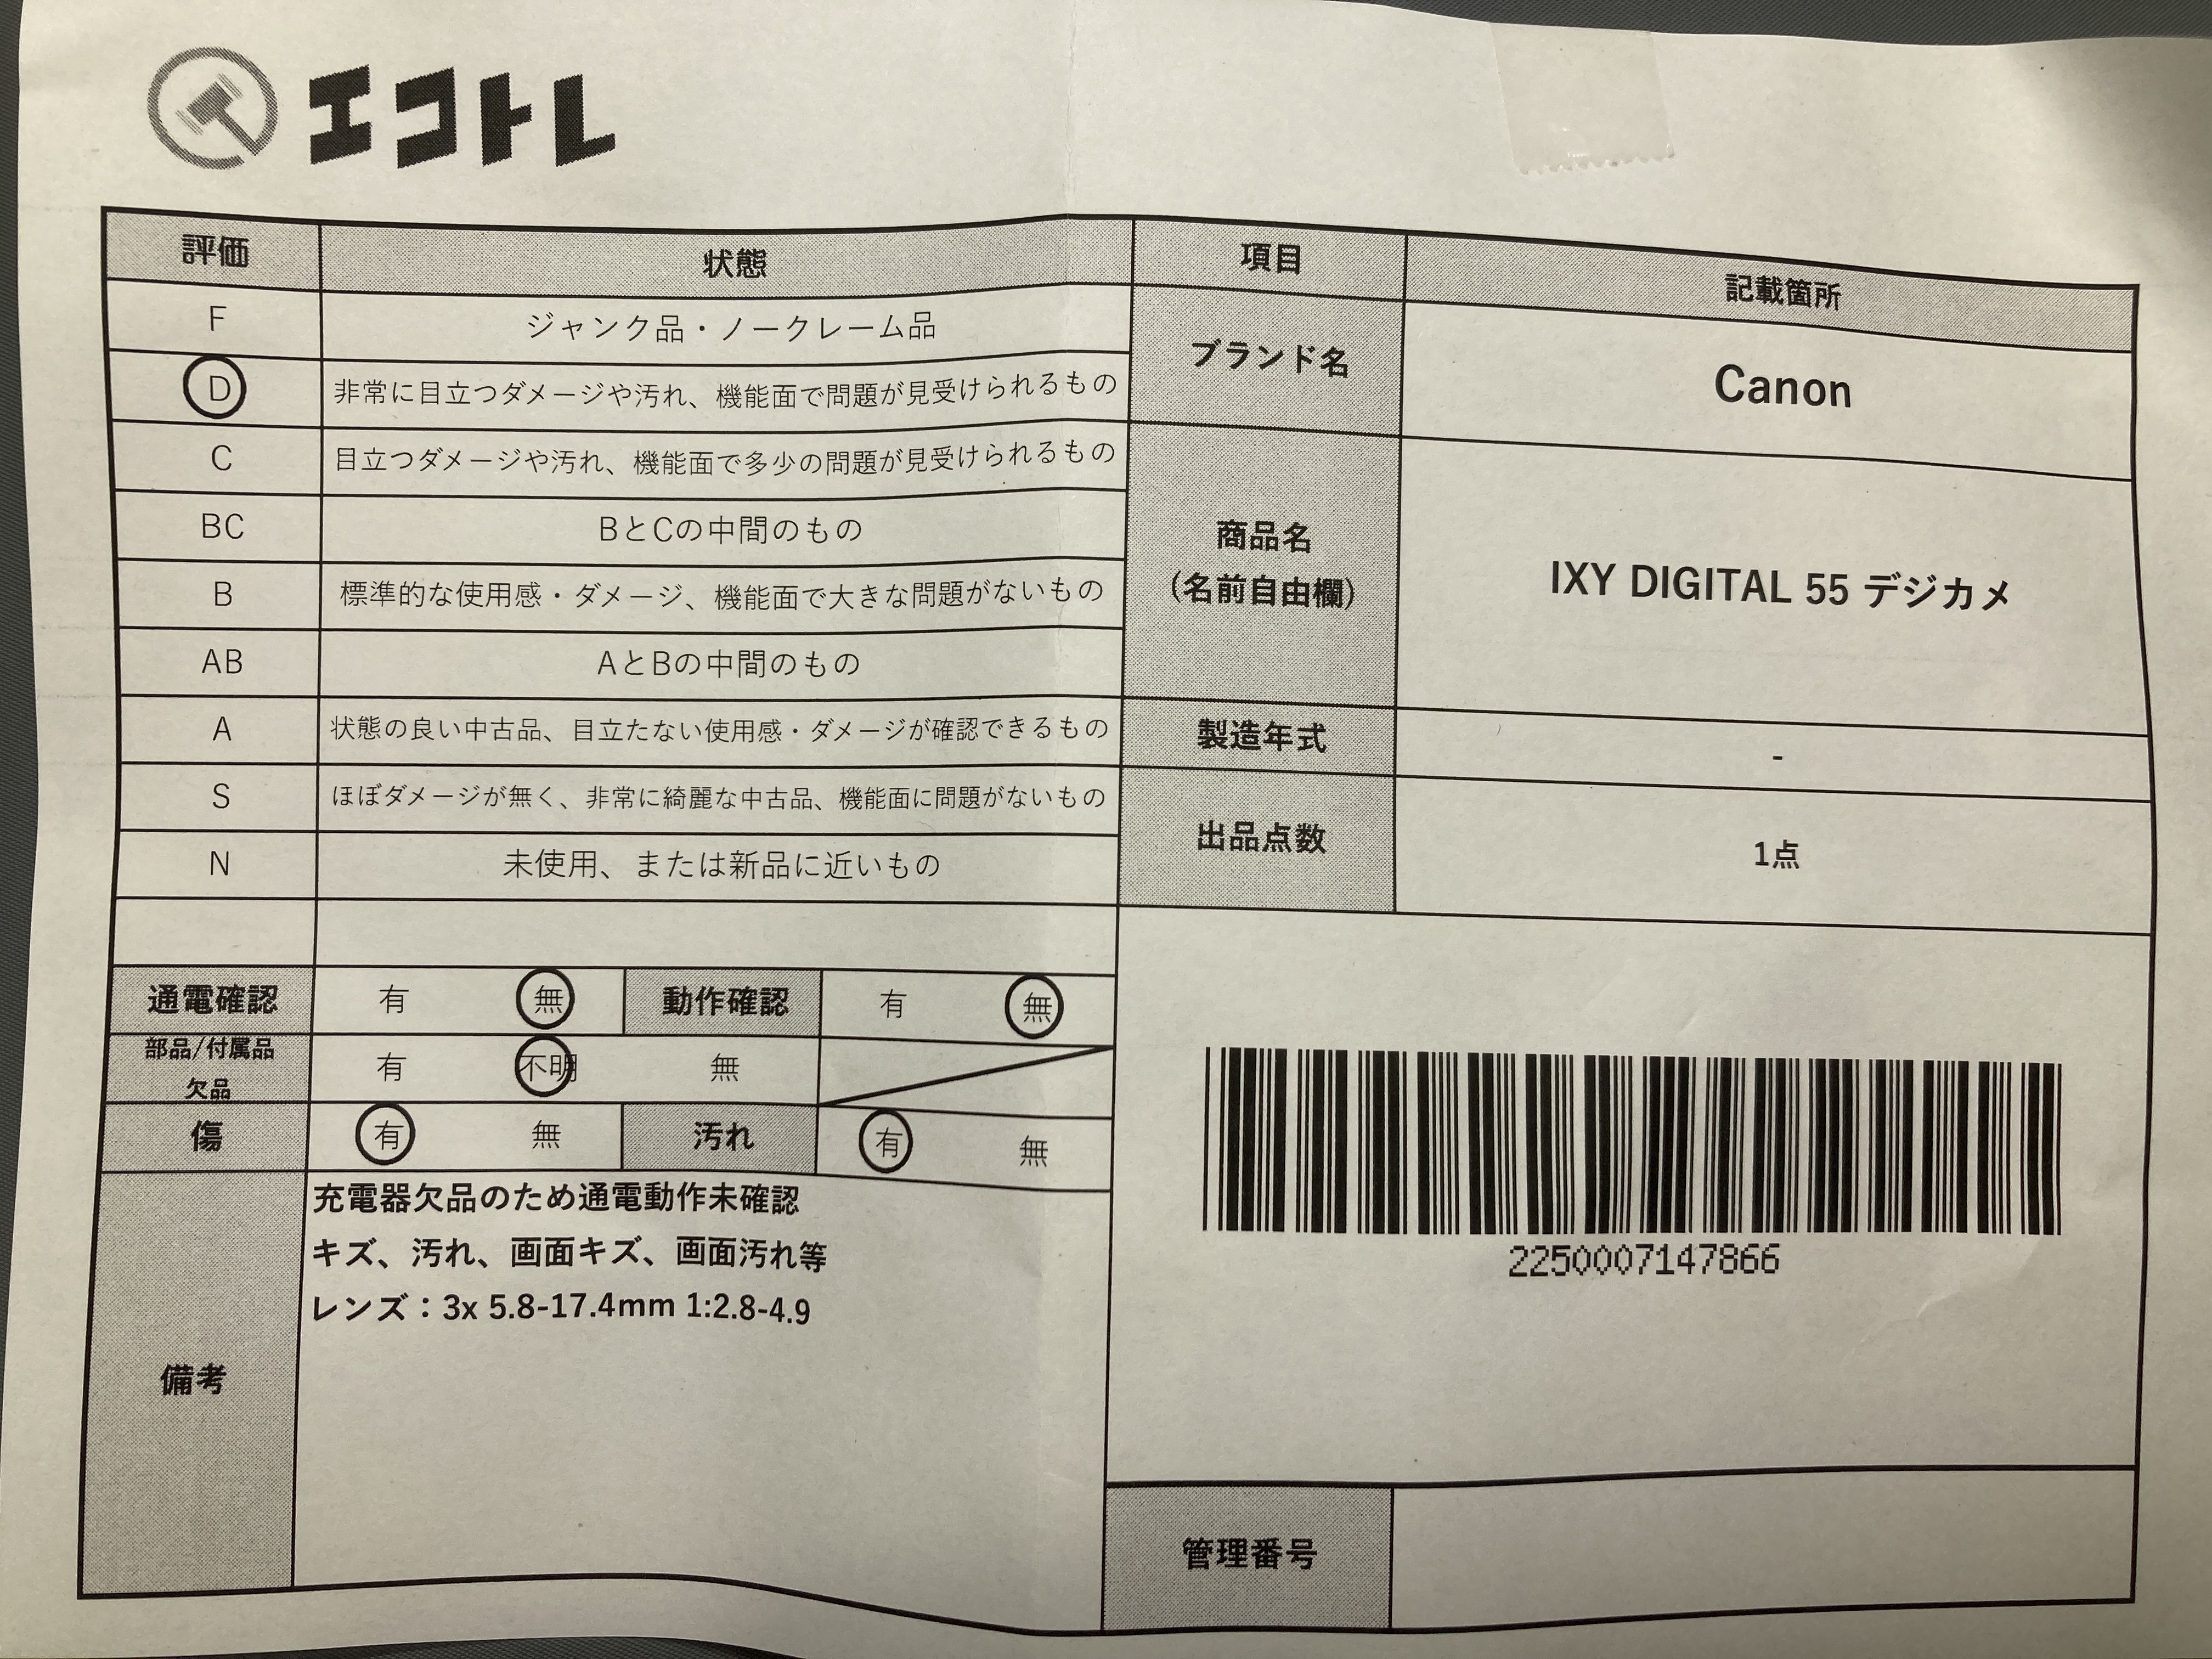 エコトレ
評価 状態
F ジャンク品・ノークレーム品
D 非常に目立つダメージや汚れ、機能面で問題が見受けられるもの
C 目立つダメージや汚れ、機能面で多少の問題が見受けられるもの
BC BとCの中間のもの
B 標準的な使用感・ダメージ、機能面で大きな問題がないもの
AB AとBの中間のもの
A 状態の良い中古品、目立たない使用感・ダメージが確認できるもの
S ほぼダメージが無く、非常に綺麗な中古品、機能面に問題がないもの
N 未使用、または新品に近いもの
通電確認 有 無 動作確認 有 無
部品/付属品
欠品 有 不明 無
傷 有 無 汚れ 有 無
備考
充電器欠品のため通電動作未確認
キズ、汚れ、画面キズ、画面汚れ等
レンズ：3x 5.8-17.4mm 1:2.8-4.9
項目 記載箇所
ブランド名 Canon
商品名
(名前自由欄)
IXY DIGITAL 55 デジカメ
製造年式 -
出品点数 1点
2250007147866
管理番号